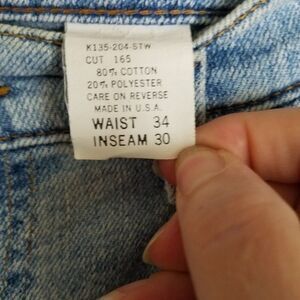 K135-204-STW
CUT 165
80% COTTON
20% POLYESTER
CARE ON REVERSE
MADE IN U.S.A.
WAIST 34
INSEAM 30